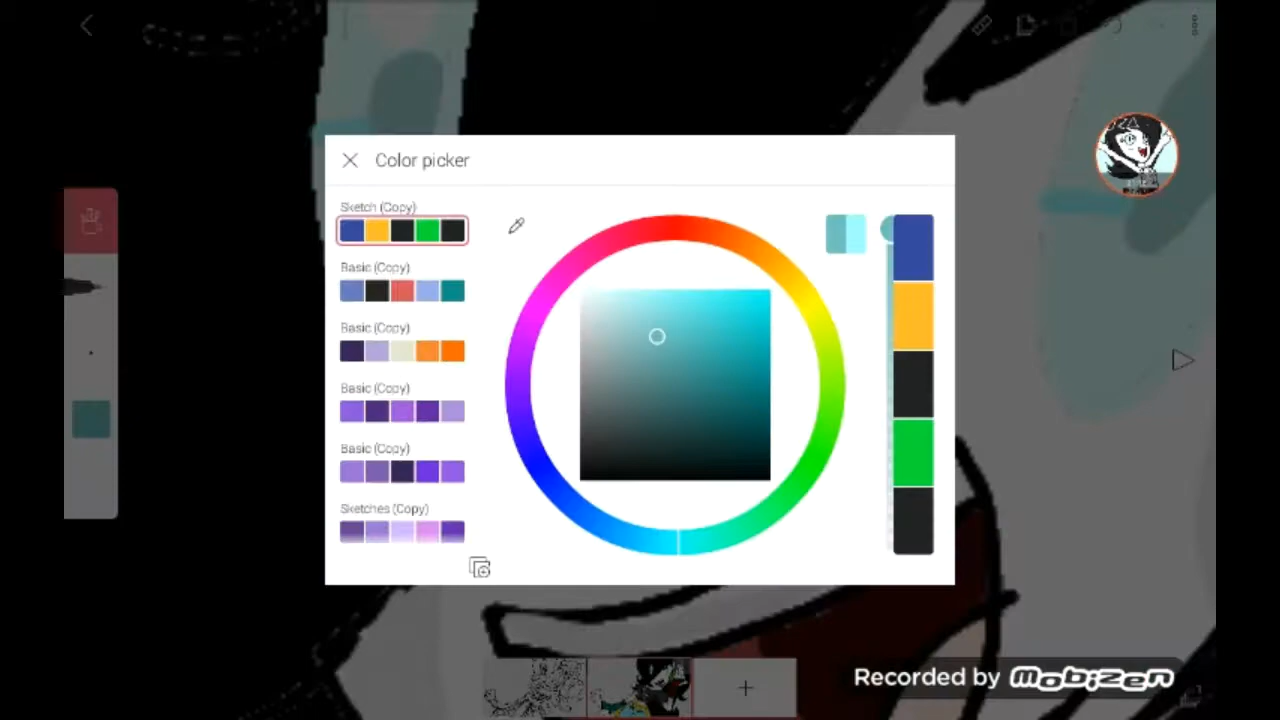 Color picker
Sketch (Copy)
Basic (Copy)
Basic (Copy)
Basic (Copy)
Basic (Copy)
Sketches (Copy)
Recorded by Mobizen